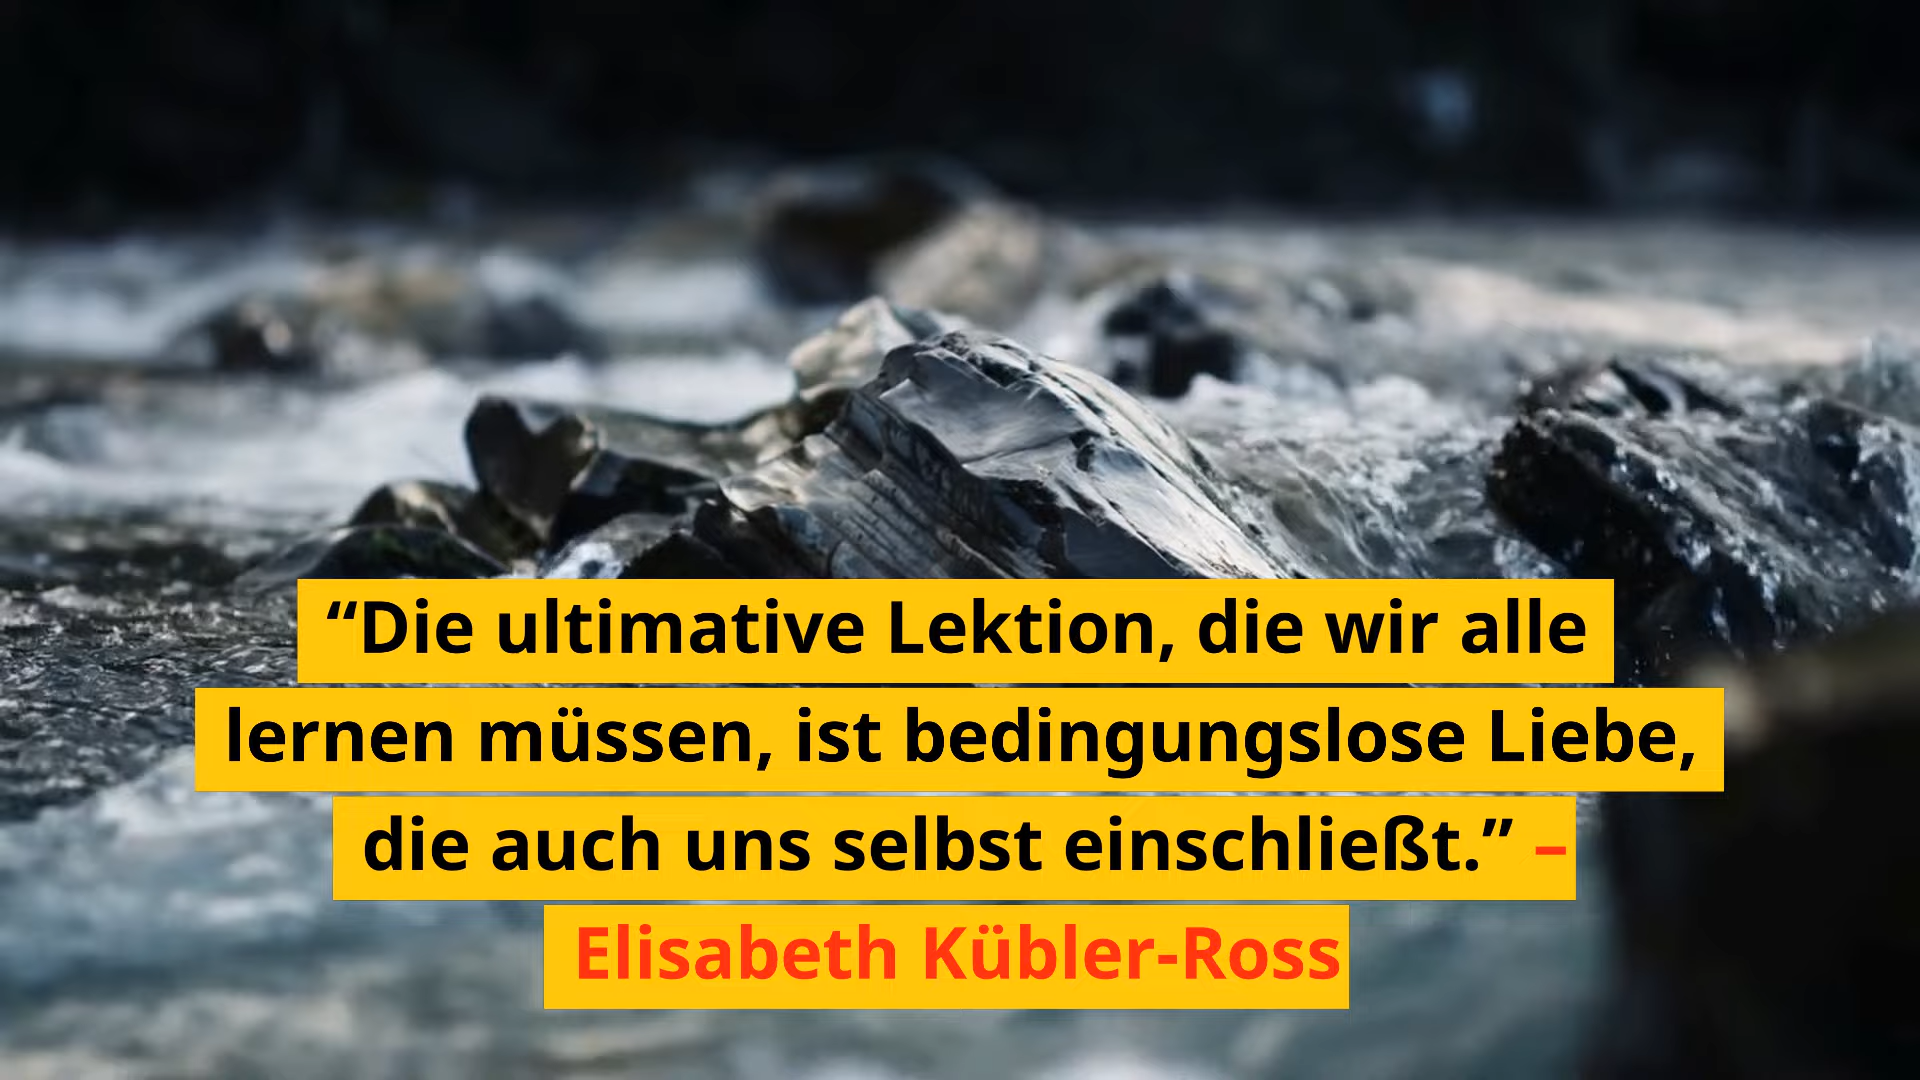 “Die ultimative Lektion, die wir alle
lernen müssen, ist bedingungslose Liebe,
die auch uns selbst einschließt.” –
Elisabeth Kübler-Ross